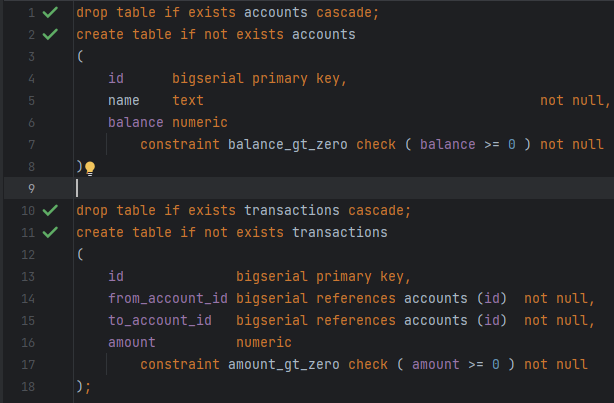 1 drop table if exists accounts cascade;
2 create table if not exists accounts
3 (
4 id bigserial primary key,
5 name text not null,
6 balance numeric
7 constraint balance_gt_zero check ( balance >= 0 ) not null
8 )
9
10 drop table if exists transactions cascade;
11 create table if not exists transactions
12 (
13 id bigserial primary key,
14 from_account_id bigserial references accounts (id) not null,
15 to_account_id bigserial references accounts (id) not null,
16 amount numeric
17 constraint amount_gt_zero check ( amount >= 0 ) not null
18 );